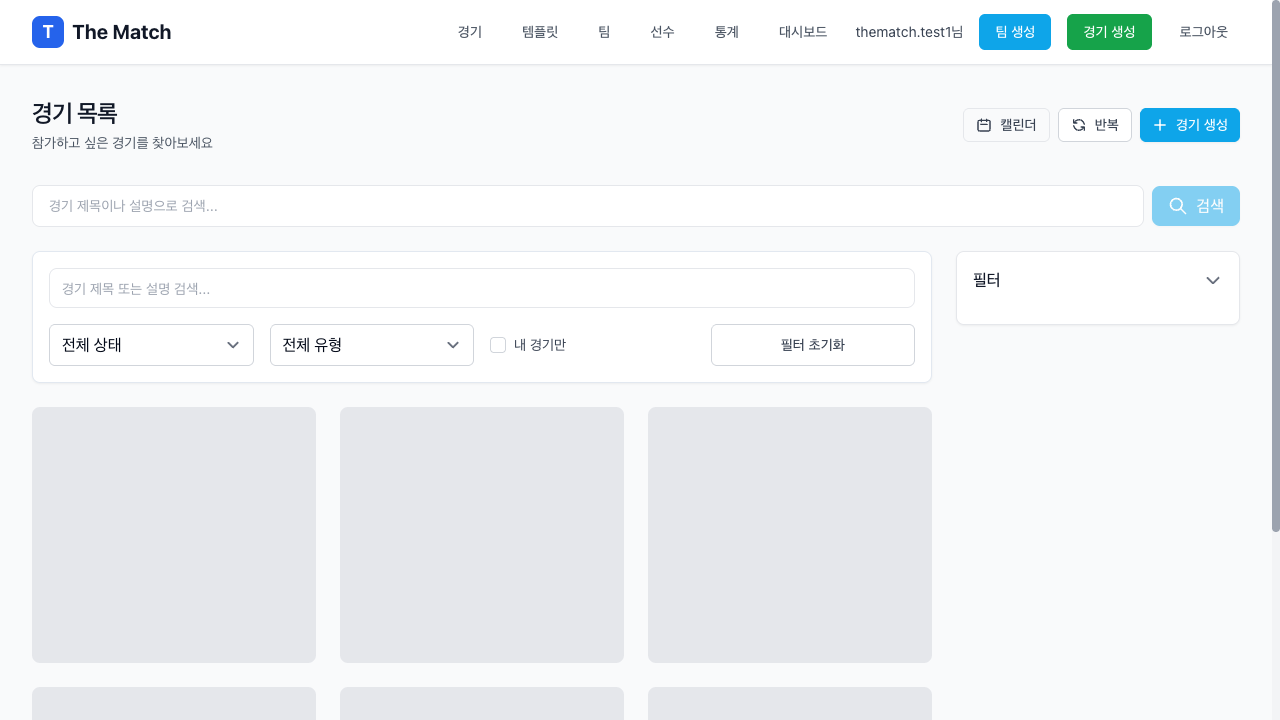 T The Match 경기 템플릿 팀 선수 통계 대시보드 thematch.test1님 팀 생성 경기 생성 로그아웃
경기 목록
참가하고 싶은 경기를 찾아보세요
캘린더 반복 경기 생성
경기 제목이나 설명으로 검색... 검색
경기 제목 또는 설명 검색...
전체 상태 전체 유형 내 경기만 필터 초기화
필터